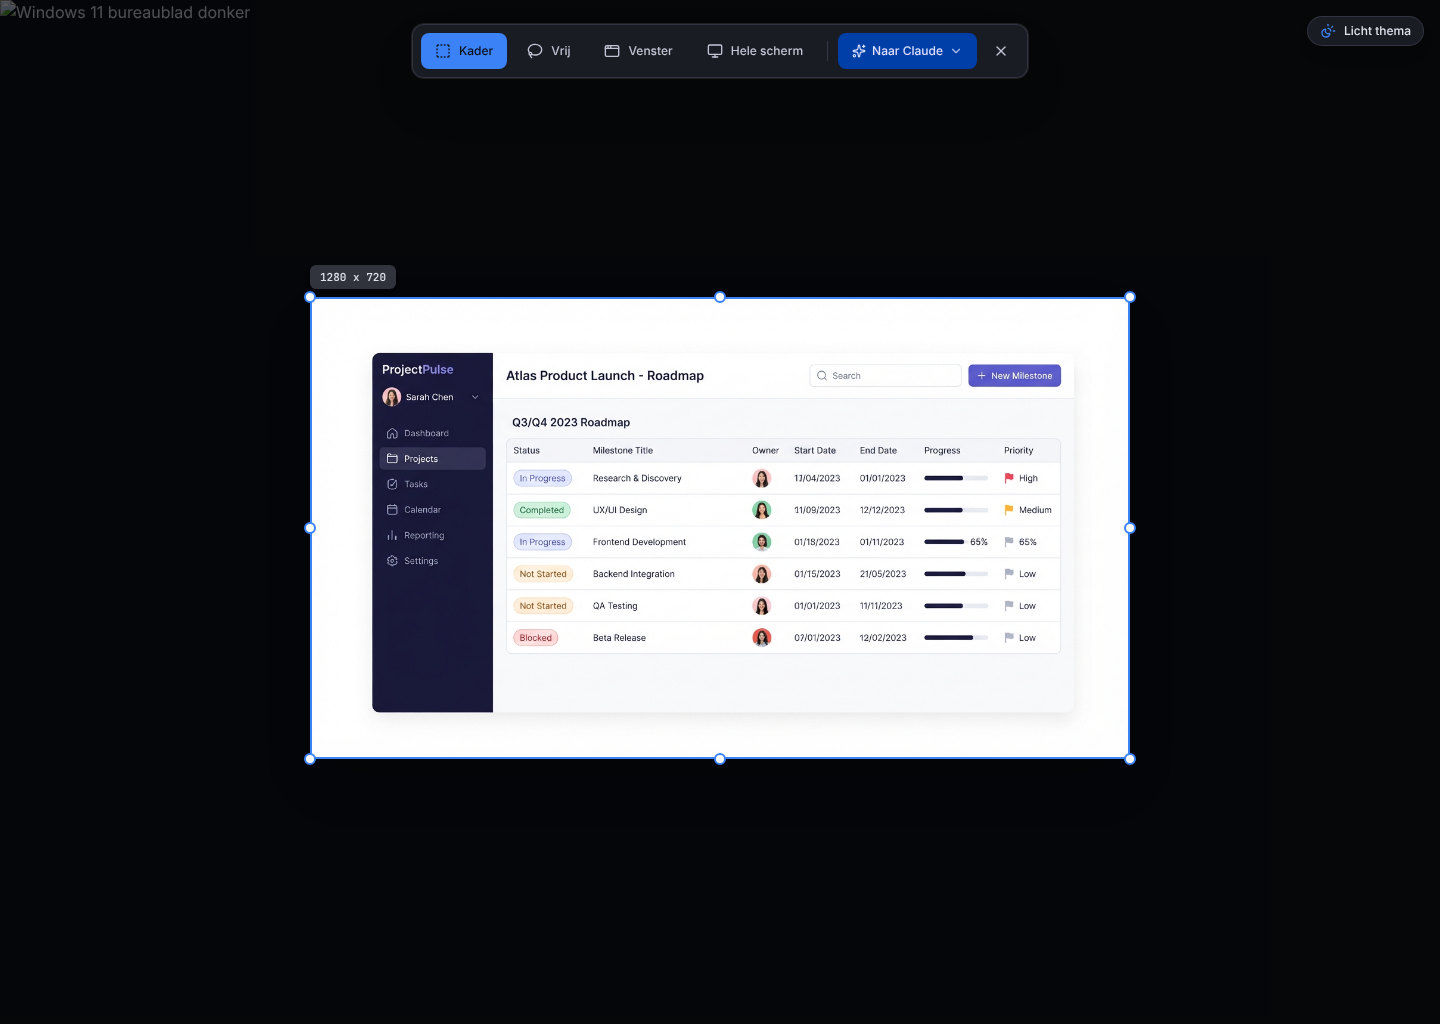 Windows 11 bureaublad donker
Kader Vrij Venster Hele scherm Naar Claude
Licht thema
1280 x 720
ProjectPulse
Sarah Chen
Dashboard
Projects
Tasks
Calendar
Reporting
Settings
Atlas Product Launch - Roadmap
Search
New Milestone
Q3/Q4 2023 Roadmap
Status Milestone Title Owner Start Date End Date Progress Priority
In Progress Research & Discovery 11/04/2023 01/01/2023 High
Completed UX/UI Design 11/09/2023 12/12/2023 Medium
In Progress Frontend Development 01/18/2023 01/11/2023 65% 65%
Not Started Backend Integration 01/15/2023 21/05/2023 Low
Not Started QA Testing 01/01/2023 11/11/2023 Low
Blocked Beta Release 07/01/2023 12/02/2023 Low